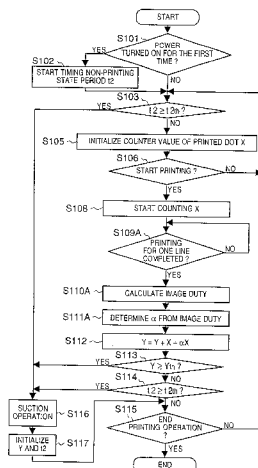 START
S101
YES
POWER
TURNED ON FOR THE FIRST
TIME ?
S102
START TIMING NON-PRINTING
STATE PERIOD t2
NO
S103
YES
t2 ≥ t2th ?
NO
S105
INITIALIZE COUNTER VALUE OF PRINTED DOT X
S106
START PRINTING ?
NO
YES
S108
START COUNTING X
S109A
PRINTING
FOR ONE LINE
COMPLETED ?
NO
YES
S110A
CALCULATE IMAGE DUTY
S111A
DETERMINE α FROM IMAGE DUTY
S112
Y = Y + X + αX
S113
YES
Y ≥ Yth ?
NO
S114
YES
t2 ≥ t2th ?
NO
S115
SUCTION
OPERATION
S116
END
PRINTING OPERATION
?
NO
INITIALIZE
Y AND t2
S117
YES
END